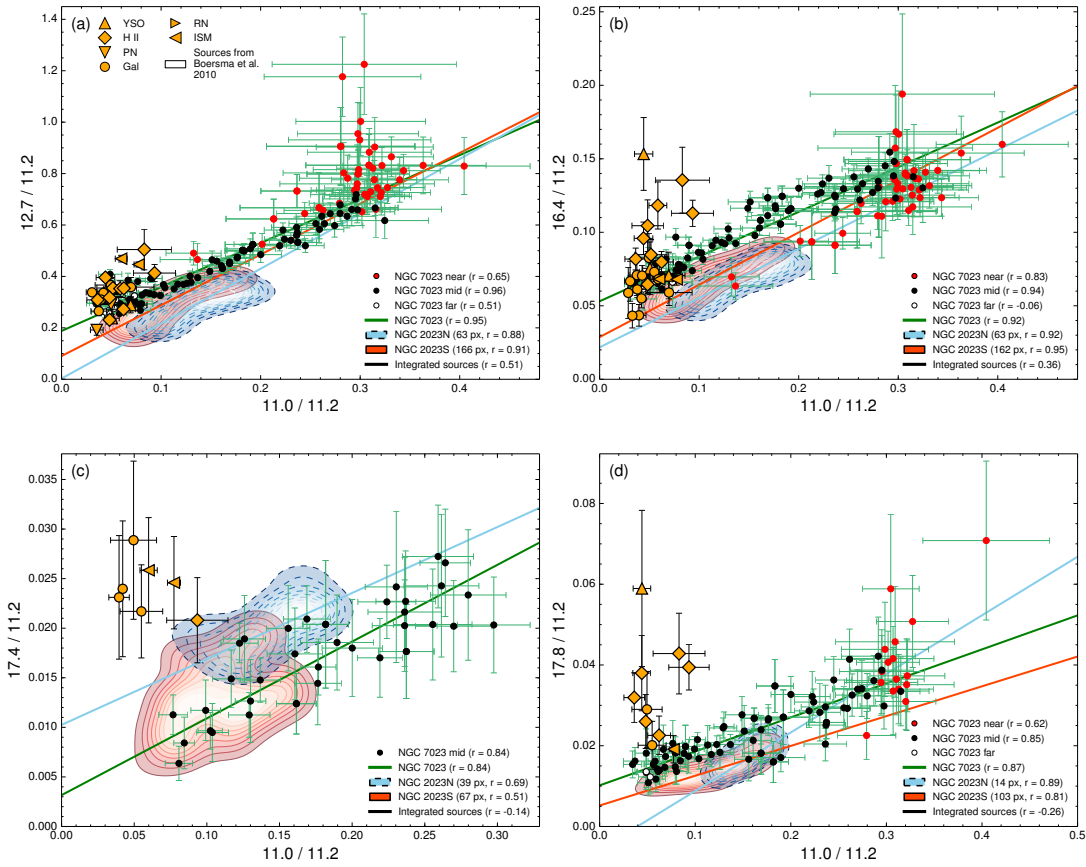 (a)
YSO
H II
PN
Gal
RN
ISM
Sources from
Boersma et al.
2010
12.7 / 11.2
1.4
1.2
1.0
0.8
0.6
0.4
0.2
0.0
NGC 7023 near (r = 0.65)
NGC 7023 mid (r = 0.96)
NGC 7023 far (r = 0.51)
NGC 7023 (r = 0.95)
NGC 2023N (63 px, r = 0.88)
NGC 2023S (166 px, r = 0.91)
Integrated sources (r = 0.51)
0.0 0.1 0.2 0.3 0.4
11.0 / 11.2
(b)
16.4 / 11.2
0.25
0.20
0.15
0.10
0.05
0.00
NGC 7023 near (r = 0.83)
NGC 7023 mid (r = 0.94)
NGC 7023 far (r = -0.06)
NGC 7023 (r = 0.92)
NGC 2023N (63 px, r = 0.92)
NGC 2023S (162 px, r = 0.95)
Integrated sources (r = 0.36)
0.0 0.1 0.2 0.3 0.4
11.0 / 11.2
(c)
17.4 / 11.2
0.035
0.030
0.025
0.020
0.015
0.010
0.005
0.000
NGC 7023 mid (r = 0.84)
NGC 7023 (r = 0.84)
NGC 2023N (39 px, r = 0.69)
NGC 2023S (67 px, r = 0.51)
Integrated sources (r = -0.14)
0.00 0.05 0.10 0.15 0.20 0.25 0.30
11.0 / 11.2
(d)
17.8 / 11.2
0.08
0.06
0.04
0.02
0.00
NGC 7023 near (r = 0.62)
NGC 7023 mid (r = 0.85)
NGC 7023 far
NGC 7023 (r = 0.87)
NGC 2023N (14 px, r = 0.89)
NGC 2023S (103 px, r = 0.81)
Integrated sources (r = -0.26)
0.0 0.1 0.2 0.3 0.4 0.5
11.0 / 11.2